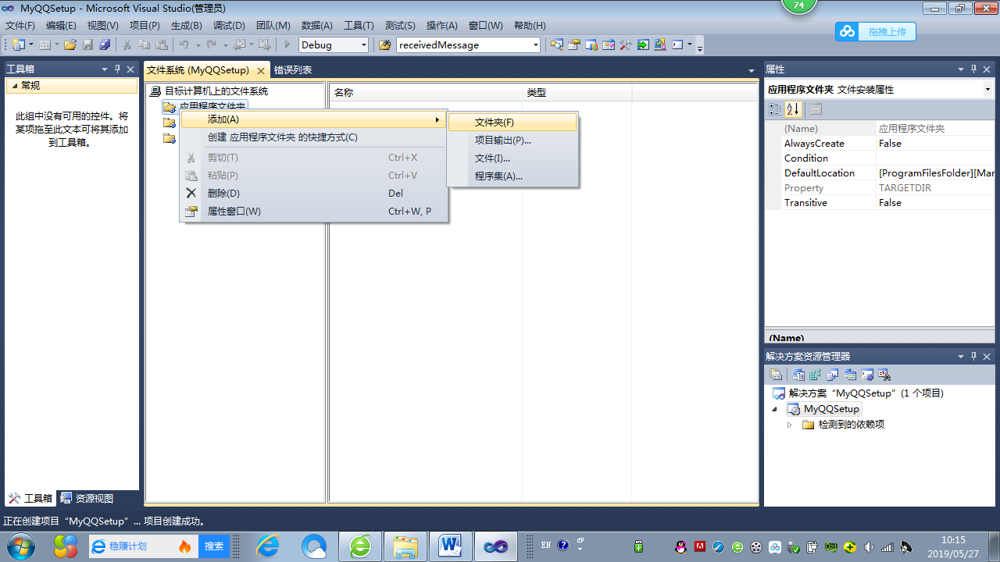 MyQQSetup - Microsoft Visual Studio(管理员)
74
文件(F) 编辑(E) 视图(V) 项目(P) 生成(B) 调试(D) 团队(M) 数据(A) 工具(T) 测试(S) 操作(A) 窗口(W) 帮助(H)
拖拽上传
Debug receivedMessage
工具箱
常规
此组中没有可用的控件。将
某项拖至此文本可将其添加
到工具箱。
工具箱 资源视图
文件系统 (MyQQSetup) 错误列表
目标计算机上的文件系统
应用程序文件夹
名称 类型
添加(A)
创建 应用程序文件夹 的快捷方式(C)
剪切(T) Ctrl+X
粘贴(P) Ctrl+V
删除(D) Del
属性窗口(W) Ctrl+W, P
文件夹(F)
项目输出(P)...
文件(I)...
程序集(A)...
属性
应用程序文件夹 文件安装属性
(Name) 应用程序文件夹
AlwaysCreate False
Condition
DefaultLocation [ProgramFilesFolder][Mar
Property TARGETDIR
Transitive False
(Name)
解决方案资源管理器
解决方案“MyQQSetup”(1 个项目)
MyQQSetup
检测到的依赖项
正在创建项目“MyQQSetup”... 项目创建成功。
稳赚计划 搜索
EN
10:15
2019/05/27